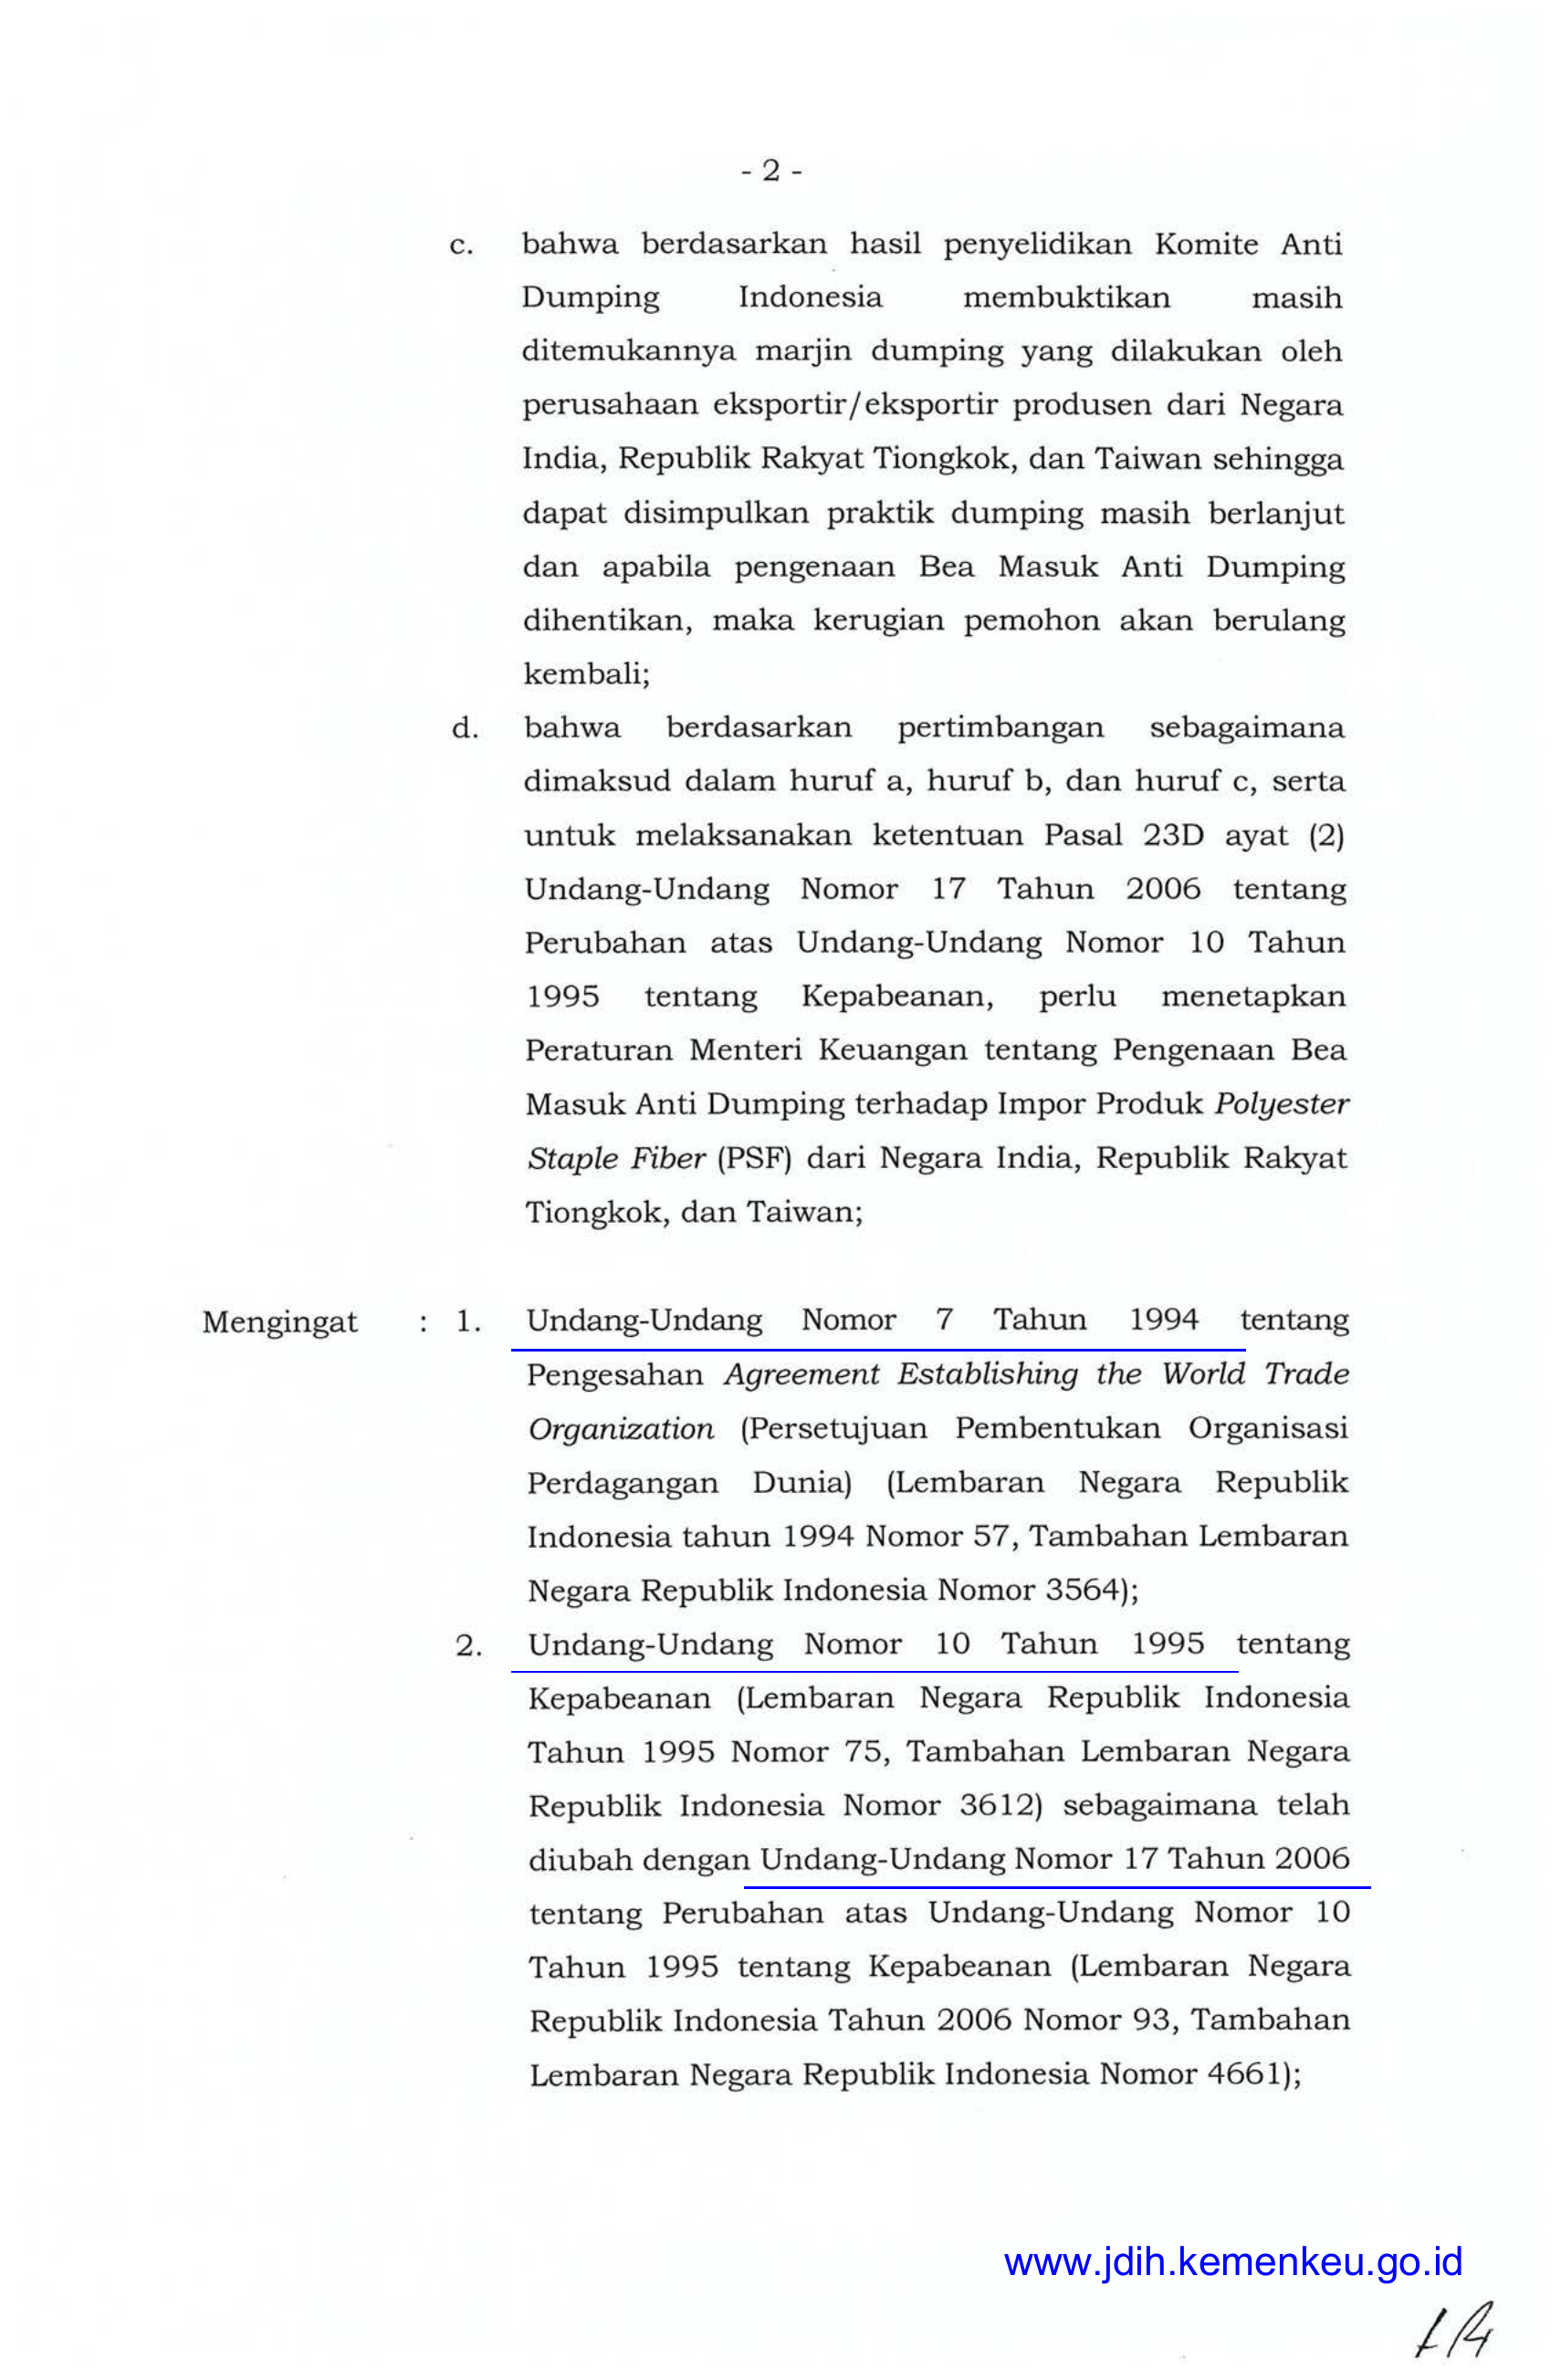 - 2 -
c. bahwa berdasarkan hasil penyelidikan Komite Anti
Dumping Indonesia membuktikan masih
ditemukannya marjin dumping yang dilakukan oleh
perusahaan eksportir/eksportir produsen dari Negara
India, Republik Rakyat Tiongkok, dan Taiwan sehingga
dapat disimpulkan praktik dumping masih berlanjut
dan apabila pengenaan Bea Masuk Anti Dumping
dihentikan, maka kerugian pemohon akan berulang
kembali;
d. bahwa berdasarkan pertimbangan sebagaimana
dimaksud dalam huruf a, huruf b, dan huruf c, serta
untuk melaksanakan ketentuan Pasal 23D ayat (2)
Undang-Undang Nomor 17 Tahun 2006 tentang
Perubahan atas Undang-Undang Nomor 10 Tahun
1995 tentang Kepabeanan, perlu menetapkan
Peraturan Menteri Keuangan tentang Pengenaan Bea
Masuk Anti Dumping terhadap Impor Produk Polyester
Staple Fiber (PSF) dari Negara India, Republik Rakyat
Tiongkok, dan Taiwan;
Mengingat : 1. Undang-Undang Nomor 7 Tahun 1994 tentang
Pengesahan Agreement Establishing the World Trade
Organization (Persetujuan Pembentukan Organisasi
Perdagangan Dunia) (Lembaran Negara Republik
Indonesia tahun 1994 Nomor 57, Tambahan Lembaran
Negara Republik Indonesia Nomor 3564);
2. Undang-Undang Nomor 10 Tahun 1995 tentang
Kepabeanan (Lembaran Negara Republik Indonesia
Tahun 1995 Nomor 75, Tambahan Lembaran Negara
Republik Indonesia Nomor 3612) sebagaimana telah
diubah dengan Undang-Undang Nomor 17 Tahun 2006
tentang Perubahan atas Undang-Undang Nomor 10
Tahun 1995 tentang Kepabeanan (Lembaran Negara
Republik Indonesia Tahun 2006 Nomor 93, Tambahan
Lembaran Negara Republik Indonesia Nomor 4661);
www.jdih.kemenkeu.go.id